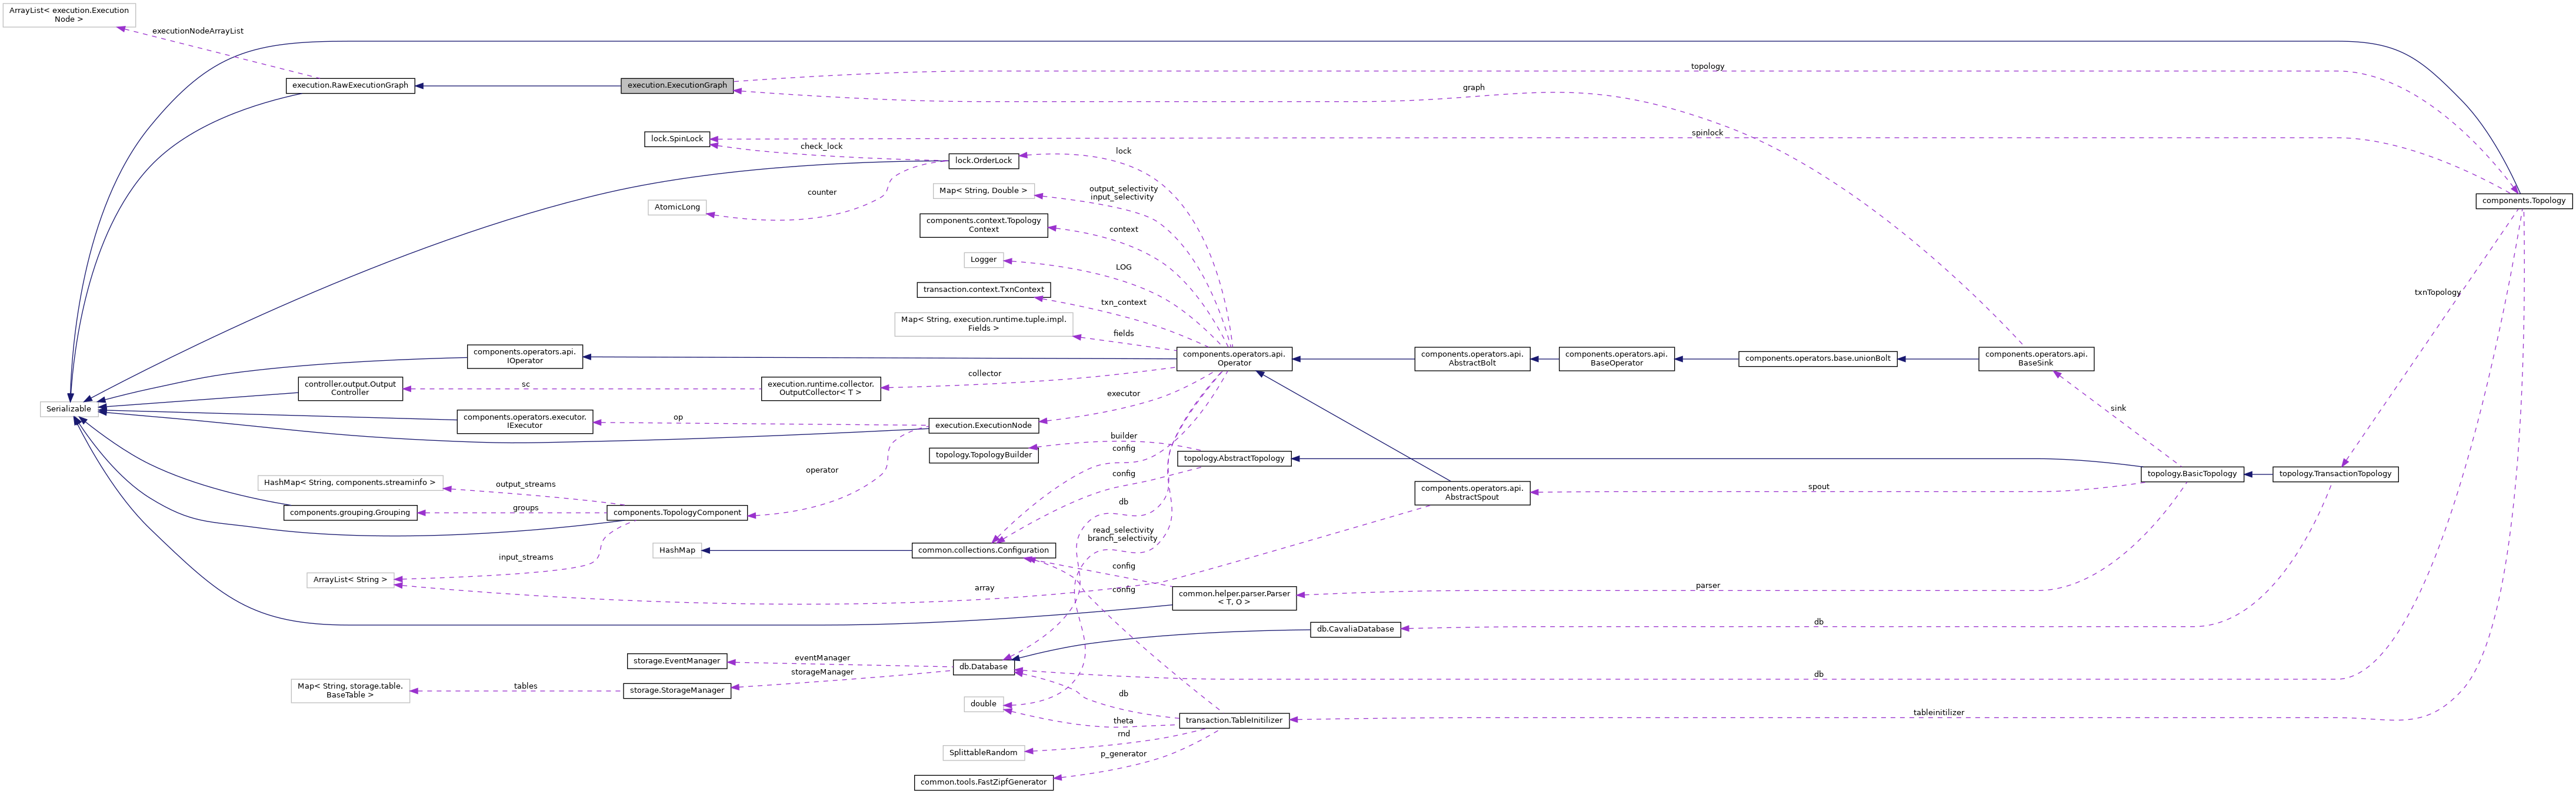 ArrayList< execution.Execution
Node >
executionNodeArrayList
execution.RawExecutionGraph
execution.ExecutionGraph
topology
graph
lock.SpinLock
spinlock
check_lock
lock
lock.OrderLock
counter
AtomicLong
Map< String, Double >
output_selectivity
input_selectivity
components.Topology
components.context.Topology
Context
context
Logger
LOG
transaction.context.TxnContext
txn_context
txnTopology
Map< String, execution.runtime.tuple.impl.
Fields >
fields
components.operators.api.
IOperator
components.operators.api.
Operator
components.operators.api.
AbstractBolt
components.operators.api.
BaseOperator
components.operators.base.unionBolt
components.operators.api.
BaseSink
controller.output.Output
Controller
sc
execution.runtime.collector.
OutputCollector< T >
collector
Serializable
components.operators.executor.
IExecutor
op
executor
execution.ExecutionNode
sink
builder
topology.TopologyBuilder
config
topology.AbstractTopology
operator
config
topology.BasicTopology
topology.TransactionTopology
HashMap< String, components.streaminfo >
output_streams
components.operators.api.
AbstractSpout
spout
components.grouping.Grouping
groups
components.TopologyComponent
db
read_selectivity
branch_selectivity
HashMap
common.collections.Configuration
input_streams
ArrayList< String >
config
array
config
common.helper.parser.Parser
< T, O >
parser
db.CavaliaDatabase
db
storage.EventManager
eventManager
db.Database
storageManager
Map< String, storage.table.
BaseTable >
tables
storage.StorageManager
db
double
db
theta
transaction.TableInitilizer
tableinitilizer
rnd
SplittableRandom
p_generator
common.tools.FastZipfGenerator